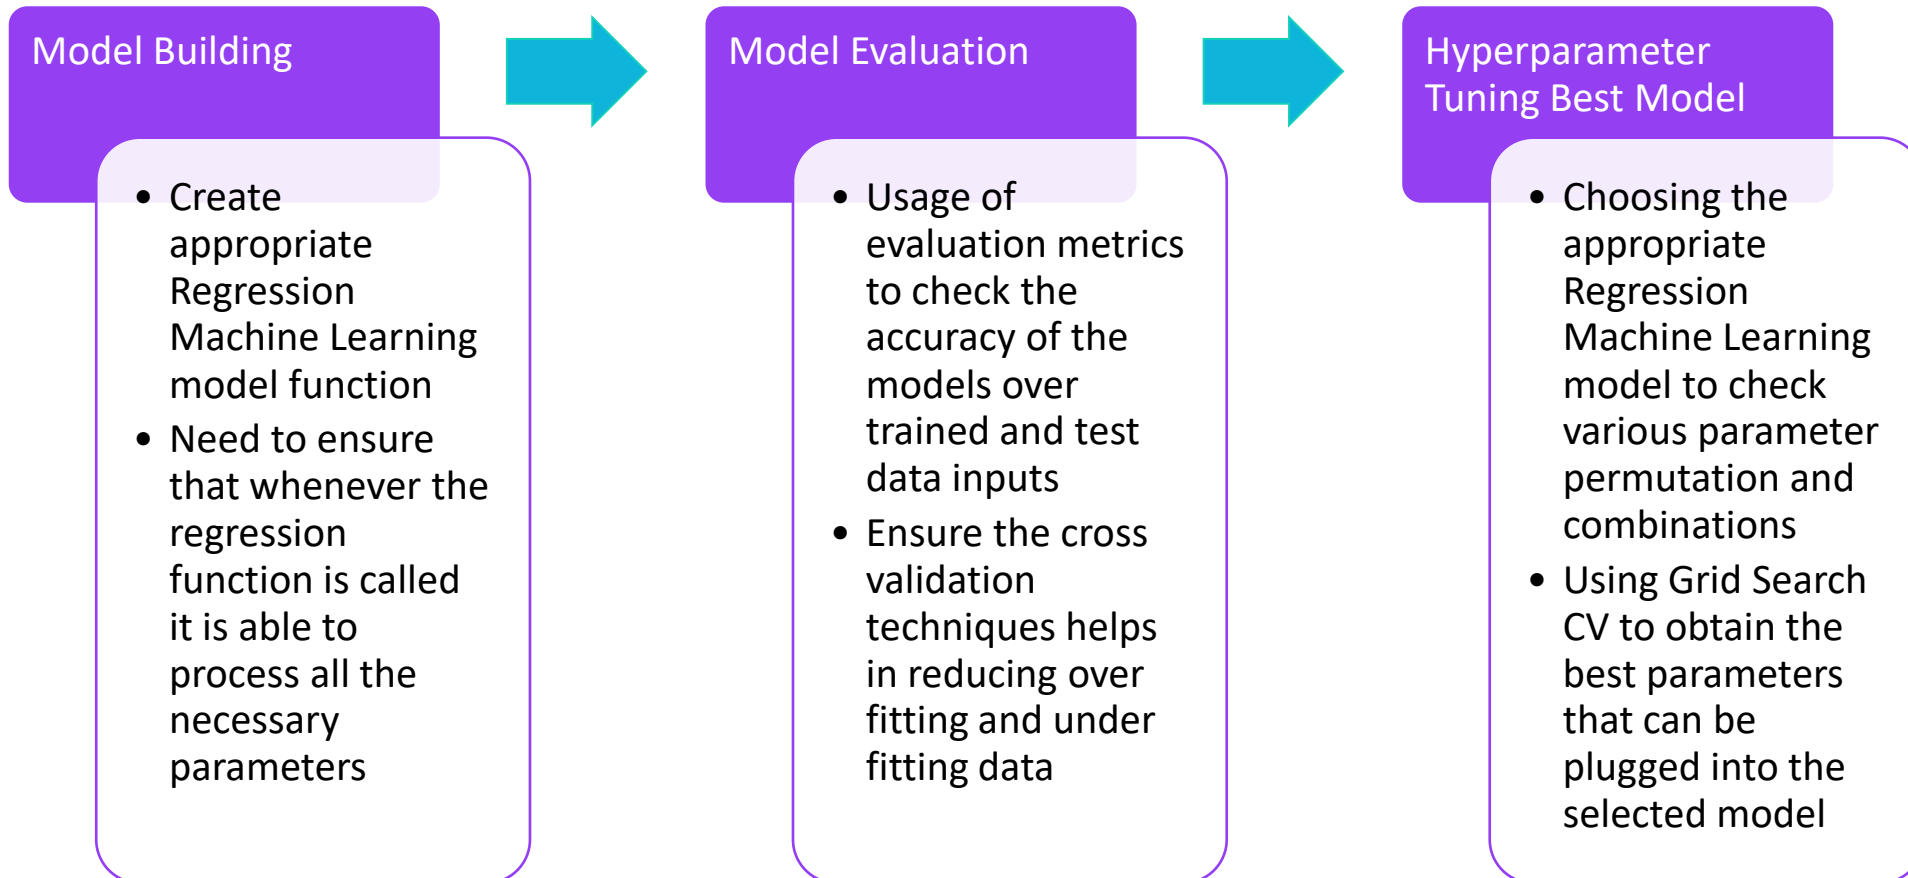 Model Building
• Create
appropriate
Regression
Machine Learning
model function
• Need to ensure
that whenever the
regression
function is called
it is able to
process all the
necessary
parameters
Model Evaluation
• Usage of
evaluation metrics
to check the
accuracy of the
models over
trained and test
data inputs
• Ensure the cross
validation
techniques helps
in reducing over
fitting and under
fitting data
Hyperparameter
Tuning Best Model
• Choosing the
appropriate
Regression
Machine Learning
model to check
various parameter
permutation and
combinations
• Using Grid Search
CV to obtain the
best parameters
that can be
plugged into the
selected model